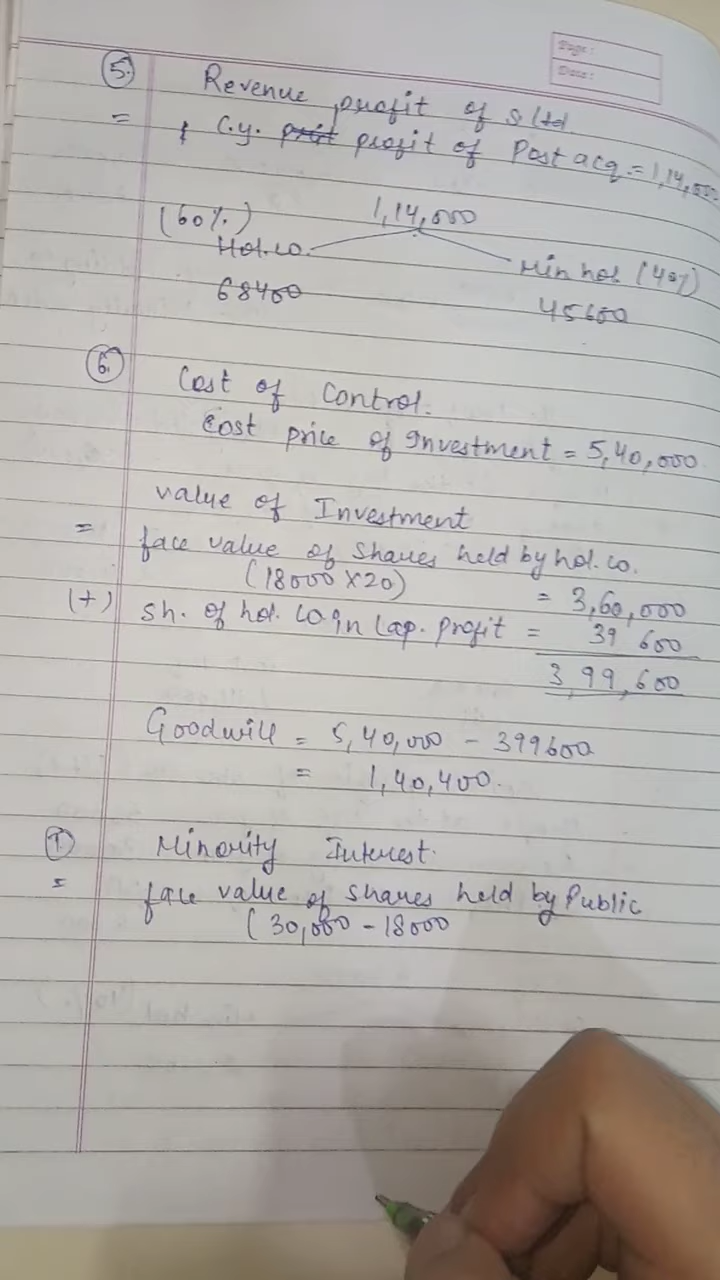 Page:
Date:
5. Revenue profit of S Ltd
= C.y. profit of Post acq = 1,14,000
(60%) 1,14,000
Hol. co. Min hol (40%)
68400 45600
6. Cost of Control.
Cost price of Investment = 5,40,000
value of Investment
= face value of shares held by hol. co.
(18000 x 20) = 3,60,000
(+) sh. of hol. co in Cap. profit = 39 600
3,99,600
Goodwill = 5,40,000 - 399600
= 1,40,400.
7. Minority Interest.
= face value of shares held by Public
(30,000 - 18000